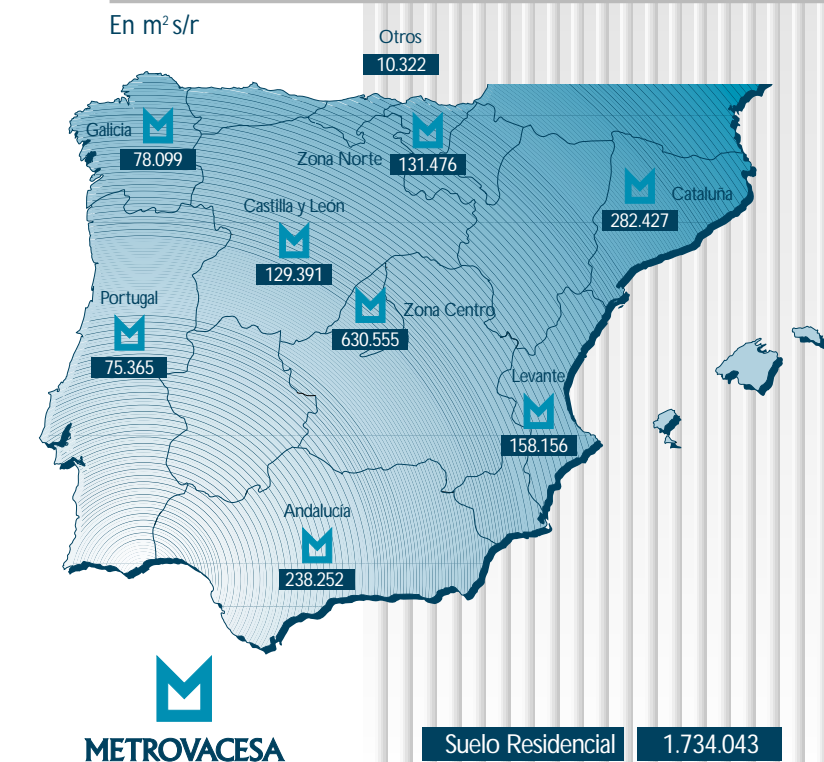 En m² s/r
Otros
10.322
Galicia
78.099
Zona Norte
131.476
Cataluña
282.427
Castilla y León
129.391
Zona Centro
630.555
Portugal
75.365
Levante
158.156
Andalucía
238.252
METROVACESA
Suelo Residencial 1.734.043